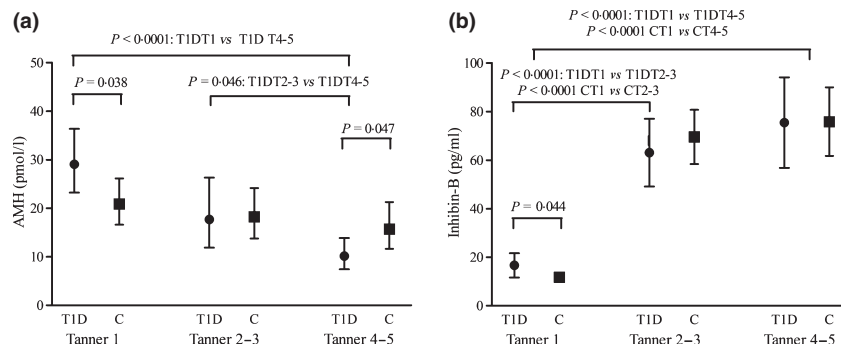 (a)
P < 0·0001: T1DT1 vs T1D T4-5
P = 0·038
P = 0·046: T1DT2-3 vs T1DT4-5
P = 0·047
AMH (pmol/l)
50
40
30
20
10
0
T1D C T1D C T1D C
Tanner 1 Tanner 2–3 Tanner 4–5
(b)
P < 0·0001: T1DT1 vs T1DT4-5
P < 0·0001 CT1 vs CT4-5
P < 0·0001: T1DT1 vs T1DT2-3
P < 0·0001 CT1 vs CT2-3
P = 0·044
Inhibin-B (pg/ml)
100
80
60
40
20
0
T1D C T1D C T1D C
Tanner 1 Tanner 2–3 Tanner 4–5